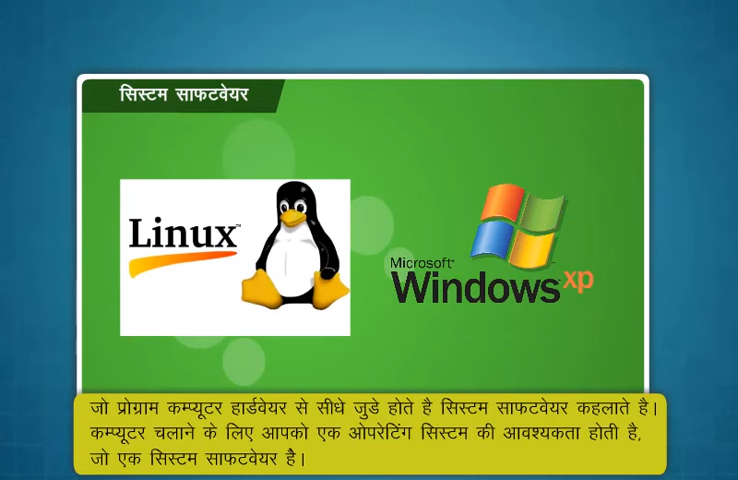 सिस्टम साफटवेयर
Linux™
Microsoft®
Windows xp
जो प्रोग्राम कम्प्यूटर हार्डवेयर से सीधे जुडे होते है सिस्टम साफटवेयर कहलाते है।
कम्प्यूटर चलाने के लिए आपको एक ओपरेटिंग सिस्टम की आवश्यकता होती है,
जो एक सिस्टम साफटवेयर है।